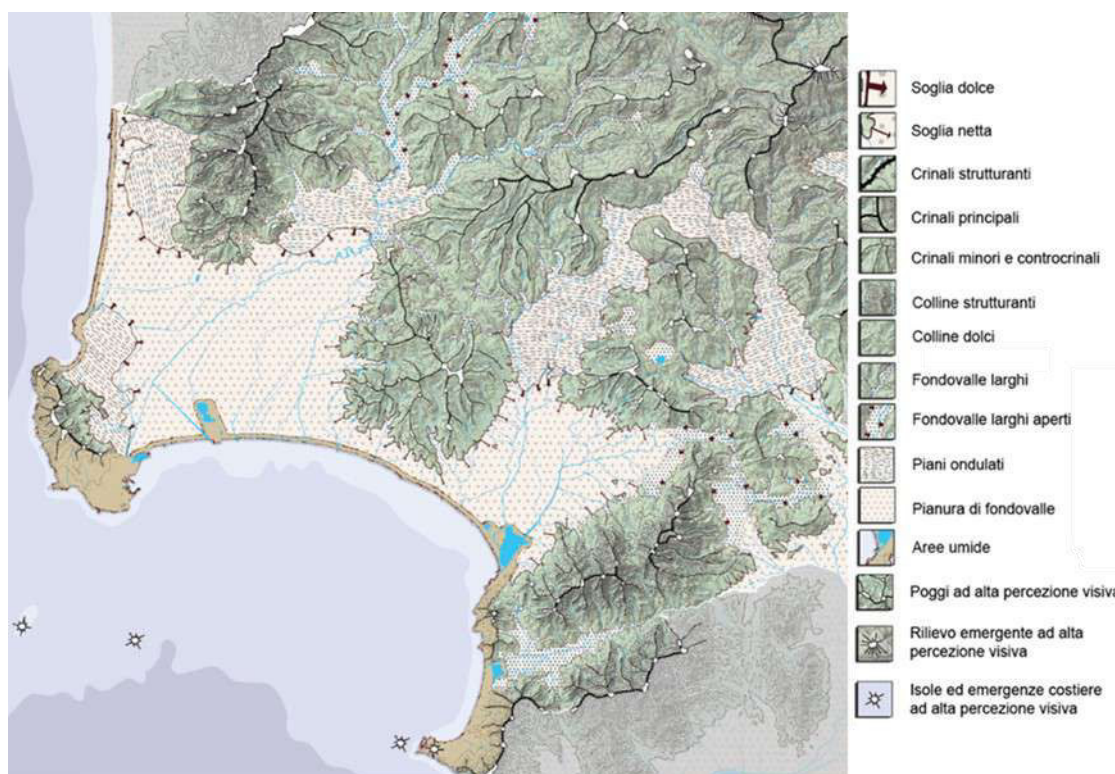 Soglia dolce
Soglia netta
Crinali strutturanti
Crinali principali
Crinali minori e controcrinali
Colline strutturanti
Colline dolci
Fondovalle larghi
Fondovalle larghi aperti
Piani ondulati
Pianura di fondovalle
Aree umide
Poggi ad alta percezione visiva
Rilievo emergente ad alta
percezione visiva
Isole ed emergenze costiere
ad alta percezione visiva